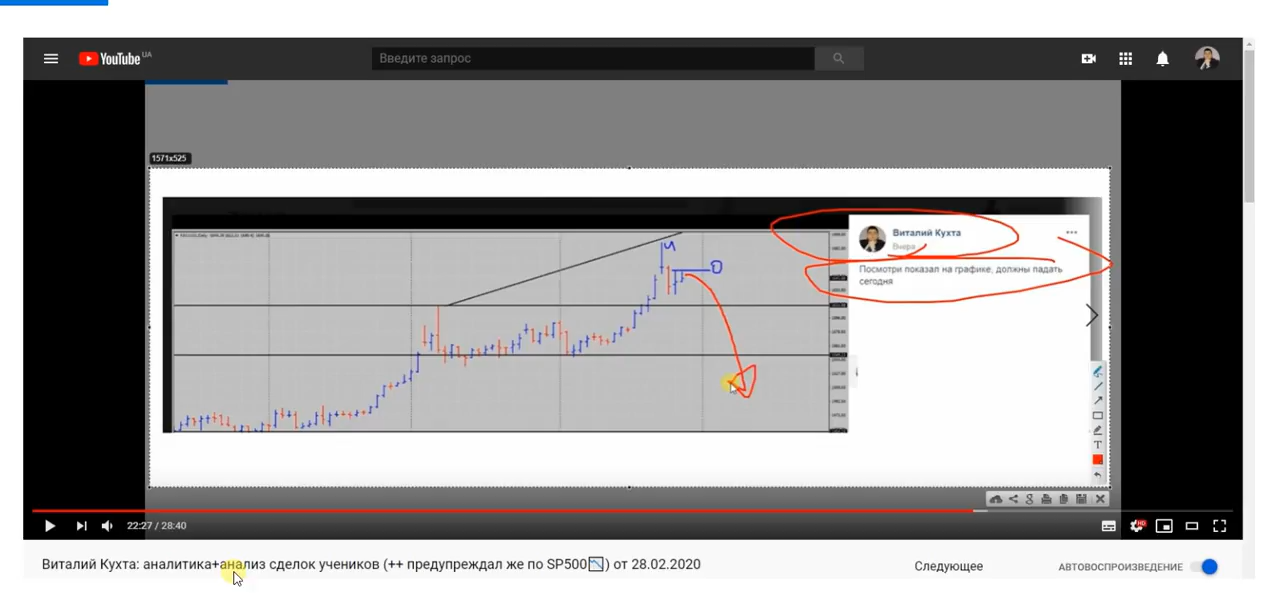 YouTube UA
Введите запрос
1571x525
Виталий Кухта
Вчера
Посмотри показал на графике, должны падать
сегодня
T
HD
22:27 / 28:40
Виталий Кухта: аналитика+анализ сделок учеников (++ предупреждал же по SP500) от 28.02.2020
Следующее
АВТОВОСПРОИЗВЕДЕНИЕ